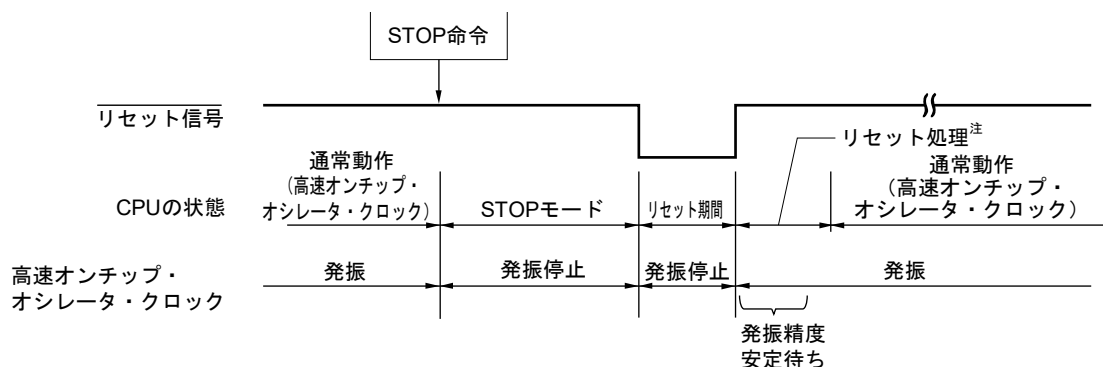 STOP命令
リセット信号
リセット処理注
通常動作
(高速オンチップ・
オシレータ・クロック)
通常動作
(高速オンチップ・
オシレータ・クロック)
CPUの状態
STOPモード
リセット期間
高速オンチップ・
オシレータ・クロック
発振
発振停止
発振停止
発振
発振精度
安定待ち